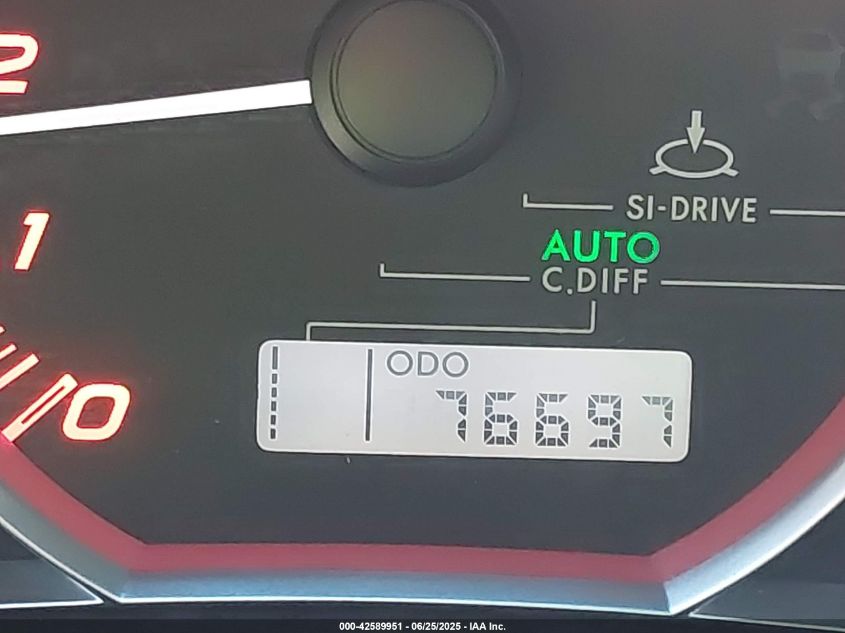 2
1
0
SI-DRIVE
AUTO
C.DIFF
ODO
76697
000-42589951 - 06/25/2025 - IAA Inc.